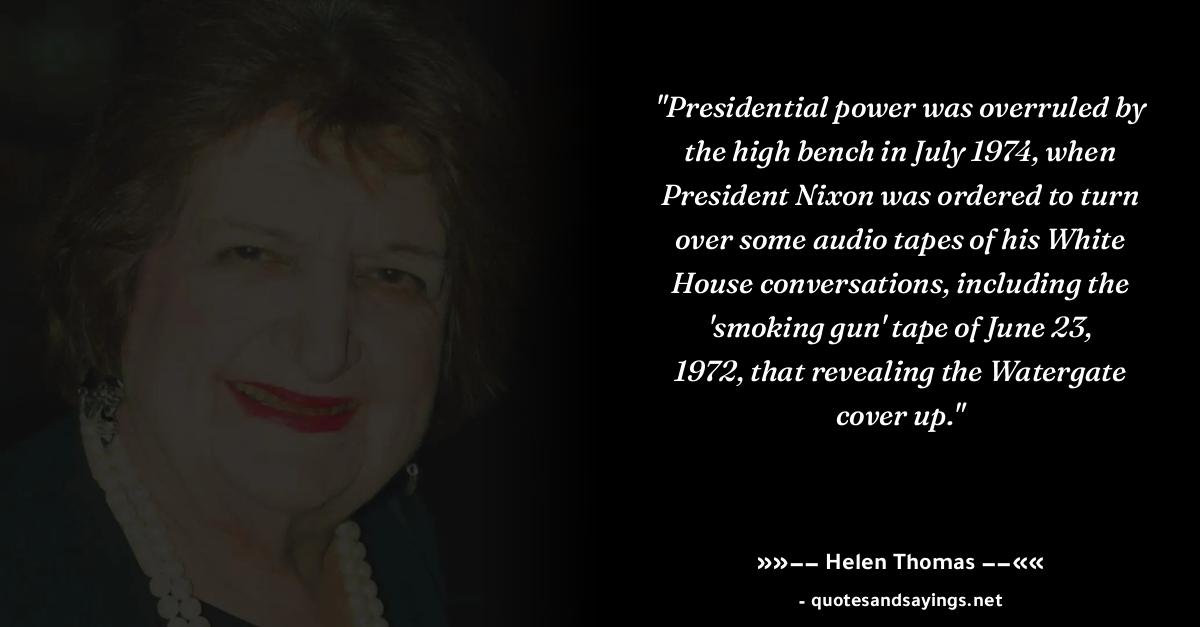 "Presidential power was overruled by
the high bench in July 1974, when
President Nixon was ordered to turn
over some audio tapes of his White
House conversations, including the
'smoking gun' tape of June 23,
1972, that revealing the Watergate
cover up."
»»−− Helen Thomas −−««
- quotesandsayings.net